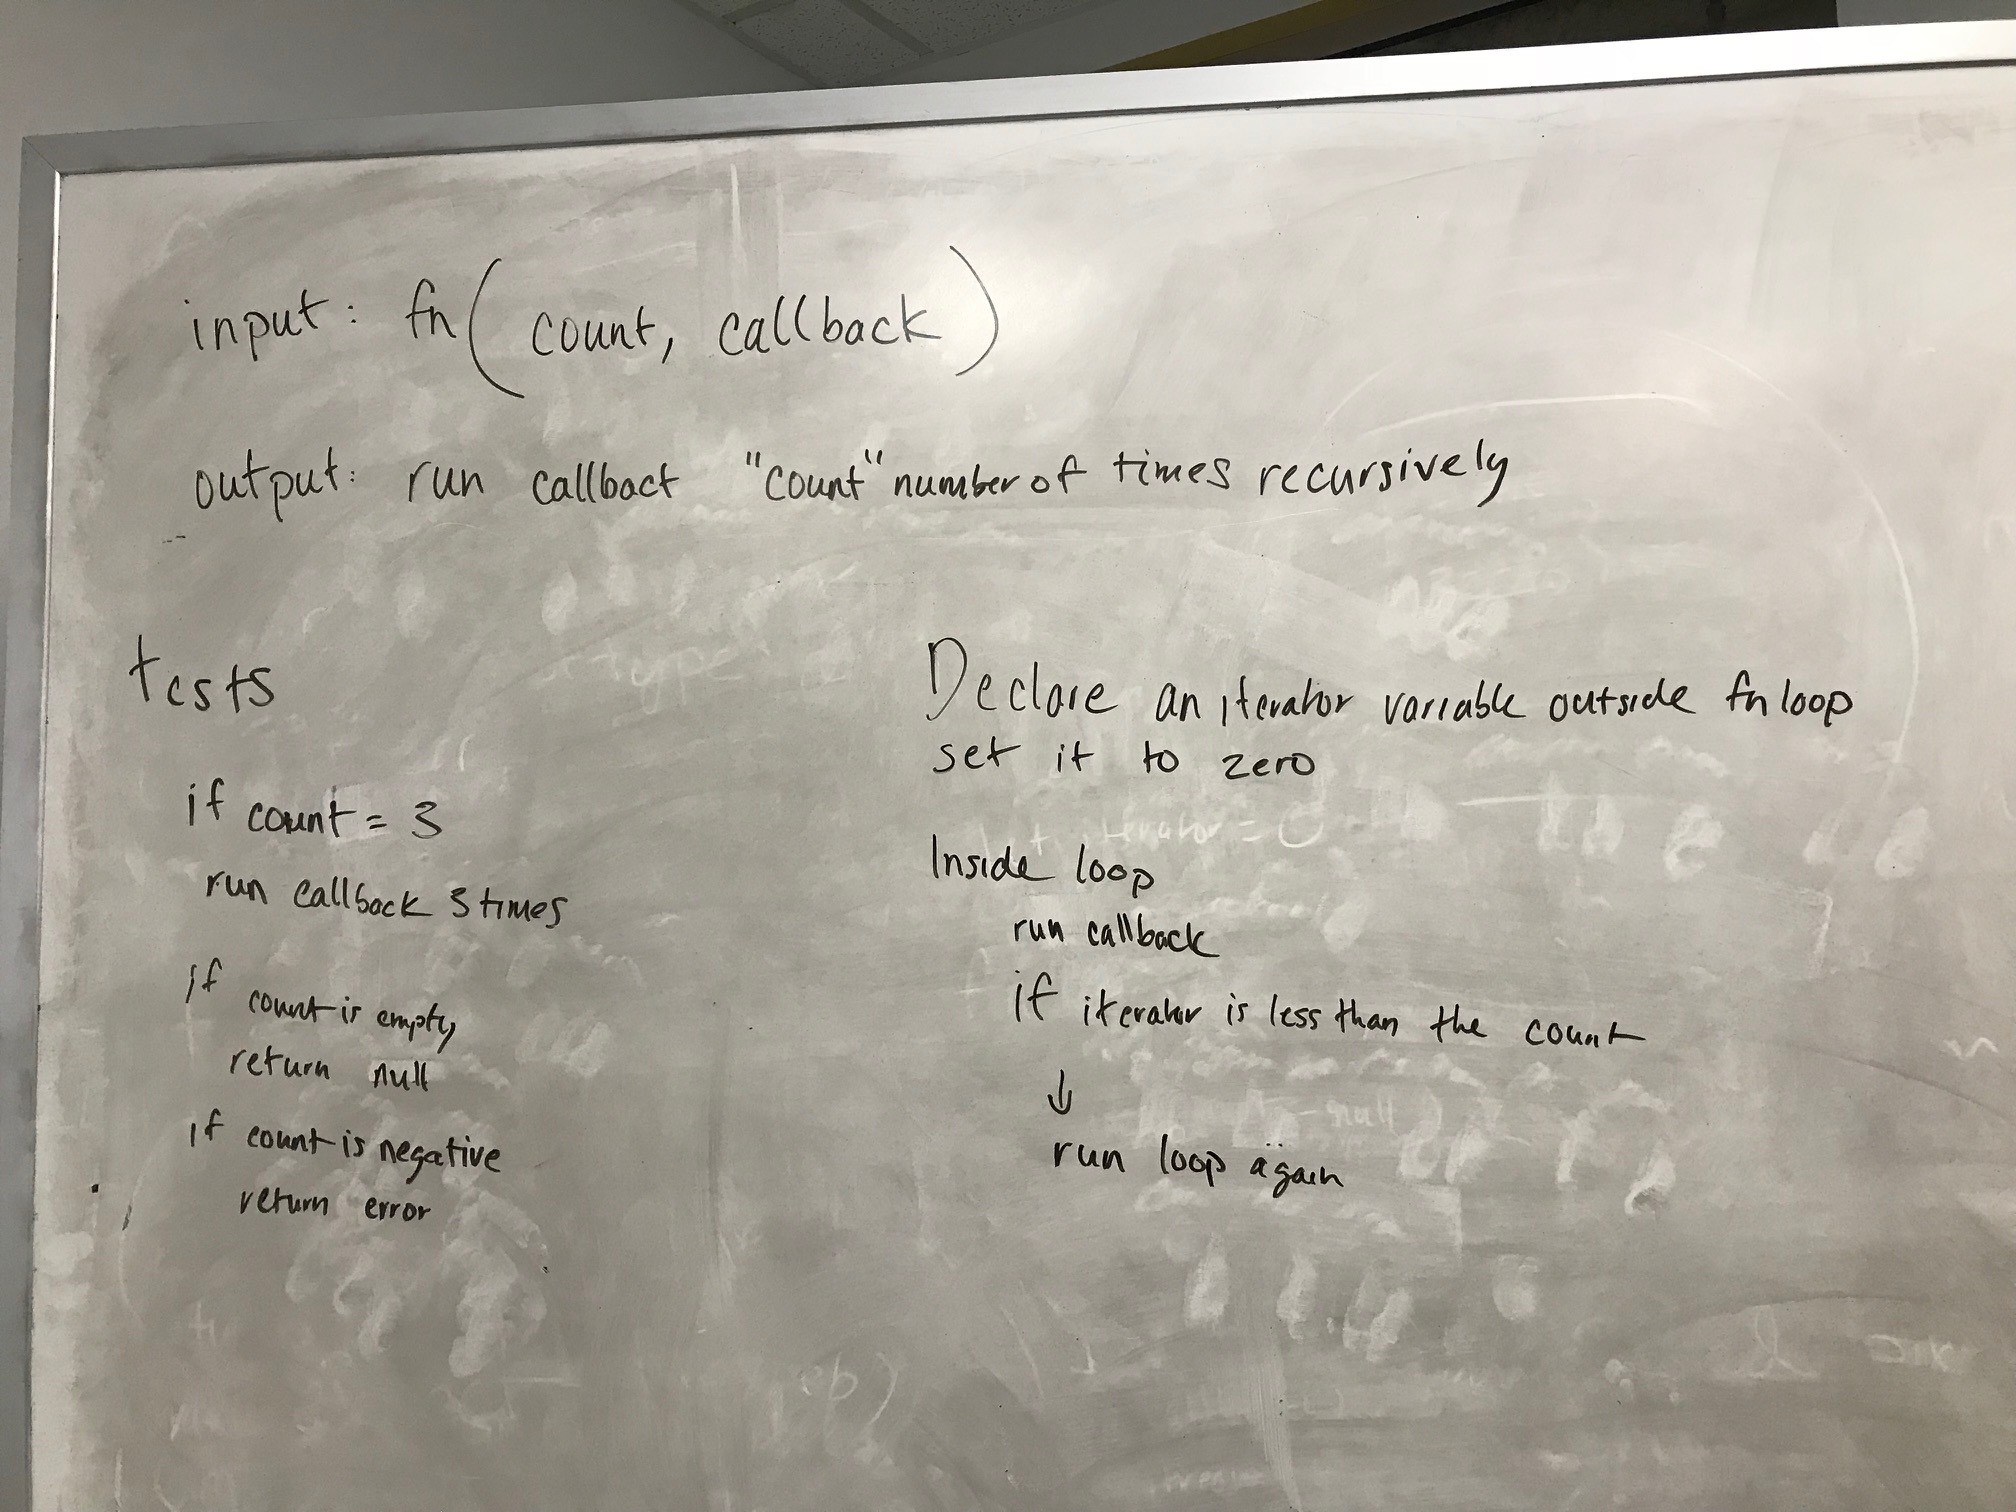 input: fn( count, callback )
output: run callbact "count" number of times recursively
tests
if count = 3
run callback 3 times
if count is empty
return null
if count is negative
return error
Declare an iterator variable outside fn loop
set it to zero
Inside loop
run callback
if iterator is less than the count
↓
run loop again